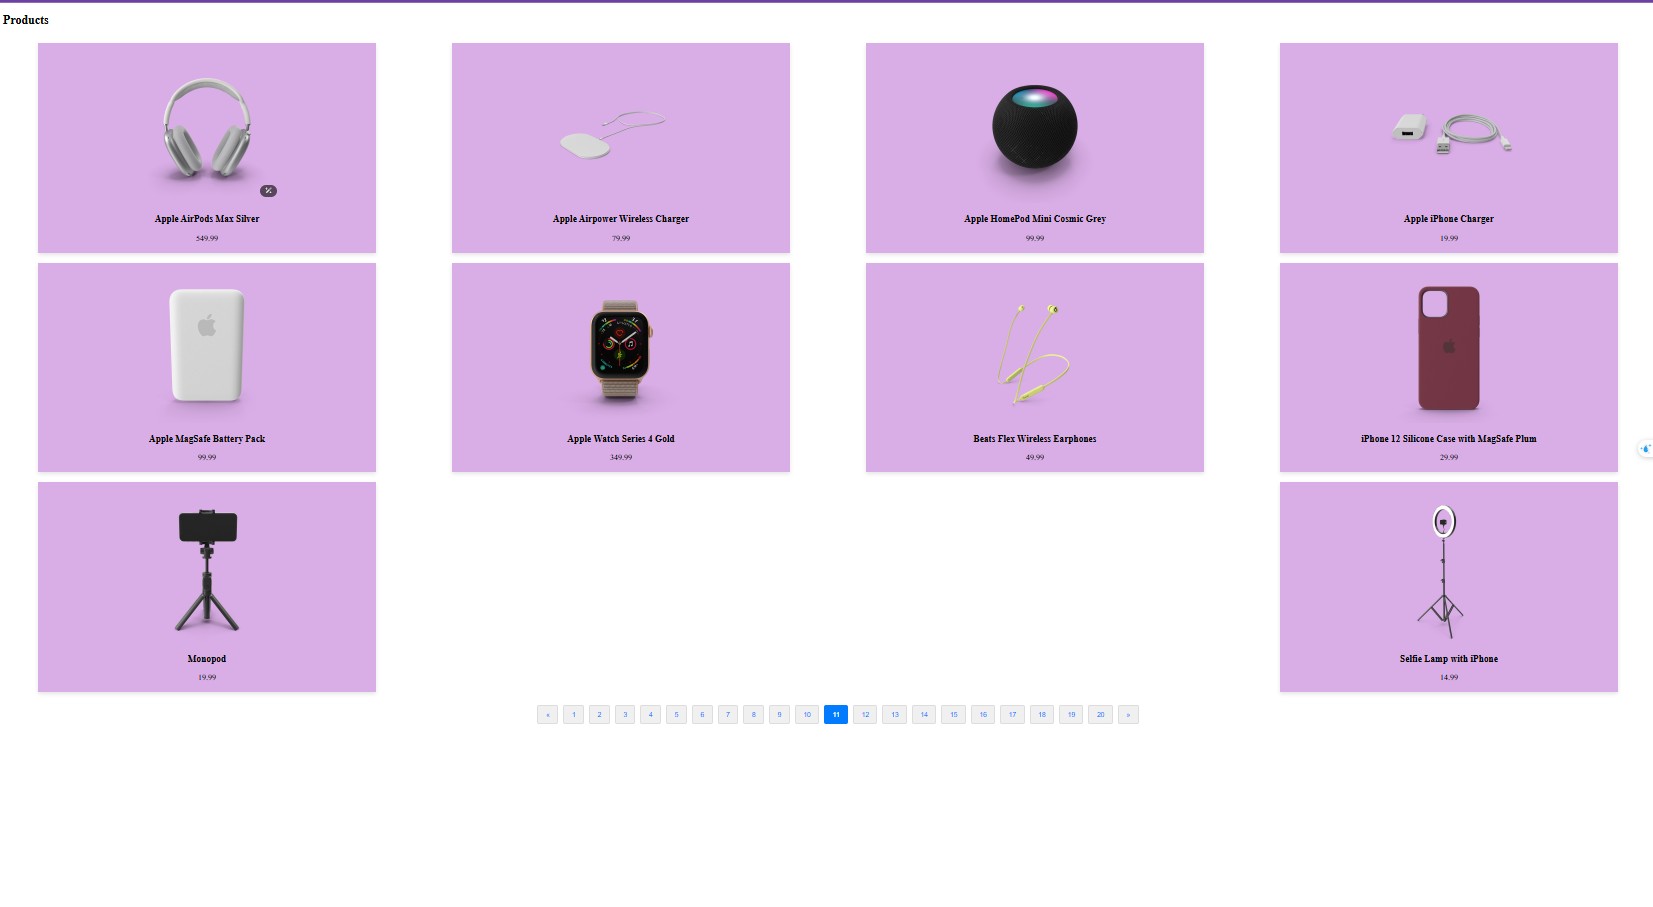 Products
Apple AirPods Max Silver
549.99
Apple Airpower Wireless Charger
79.99
Apple HomePod Mini Cosmic Grey
99.99
Apple iPhone Charger
19.99
Apple MagSafe Battery Pack
99.99
Apple Watch Series 4 Gold
349.99
Beats Flex Wireless Earphones
49.99
iPhone 12 Silicone Case with MagSafe Plum
29.99
Monopod
19.99
Selfie Lamp with iPhone
14.99
« 1 2 3 4 5 6 7 8 9 10 11 12 13 14 15 16 17 18 19 20 »